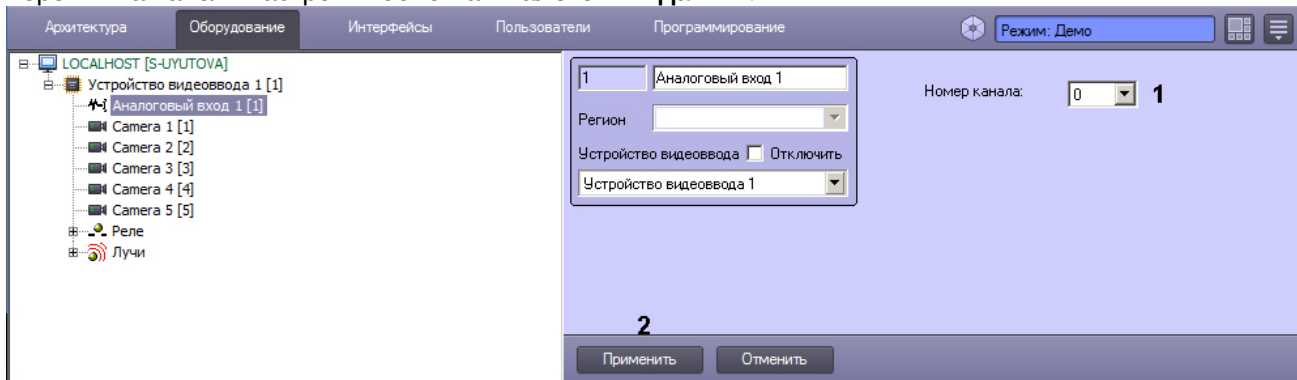 Архитектура Оборудование Интерфейсы Пользователи Программирование Режим: Демо
LOCALHOST [S-UYUTOVA]
Устройство видеоввода 1 [1]
Аналоговый вход 1 [1]
Camera 1 [1]
Camera 2 [2]
Camera 3 [3]
Camera 4 [4]
Camera 5 [5]
Реле
Лучи
1 Аналоговый вход 1
Регион
Устройство видеоввода Отключить
Устройство видеоввода 1
Номер канала: 0 1
2
Применить Отменить